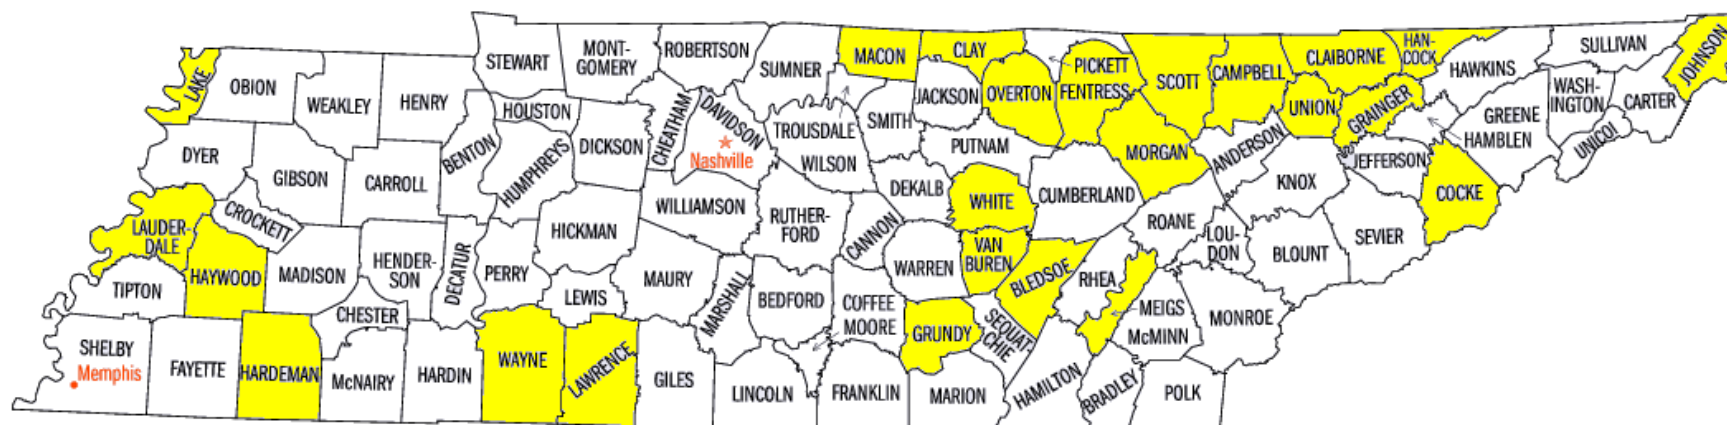 STEWART
MONT-
GOMERY
ROBERTSON
SUMNER
MACON
CLAY
PICKETT
FENTRESS
SCOTT
CAMPBELL
CLAIBORNE
HAN-
COCK
HAWKINS
SULLIVAN
JOHNSON
LAKE
OBION
WEAKLEY
HENRY
HOUSTON
BENTON
HUMPHREYS
DICKSON
CHEATHAM
DAVIDSON
Nashville
TROUSDALE
WILSON
SMITH
JACKSON
OVERTON
PUTNAM
MORGAN
ANDERSON
UNION
GRAINGER
JEFFERSON
HAMBLEN
GREENE
WASH-
INGTON
CARTER
UNICOI
DYER
GIBSON
CARROLL
WILLIAMSON
RUTHER-
FORD
CANNON
DEKALB
WHITE
CUMBERLAND
ROANE
KNOX
COCKE
LAUDER-
DALE
CROCKETT
HAYWOOD
MADISON
HENDER-
SON
DECATUR
PERRY
HICKMAN
LEWIS
MAURY
MARSHALL
BEDFORD
COFFEE
MOORE
WARREN
VAN
BUREN
BLEDSOE
RHEA
MEIGS
McMINN
LOU-
DON
BLOUNT
SEVIER
MONROE
TIPTON
CHESTER
SHELBY
Memphis
FAYETTE
HARDEMAN
McNAIRY
HARDIN
WAYNE
LAWRENCE
GILES
LINCOLN
FRANKLIN
GRUNDY
SEQUAT-
CHIE
MARION
HAMILTON
BRADLEY
POLK